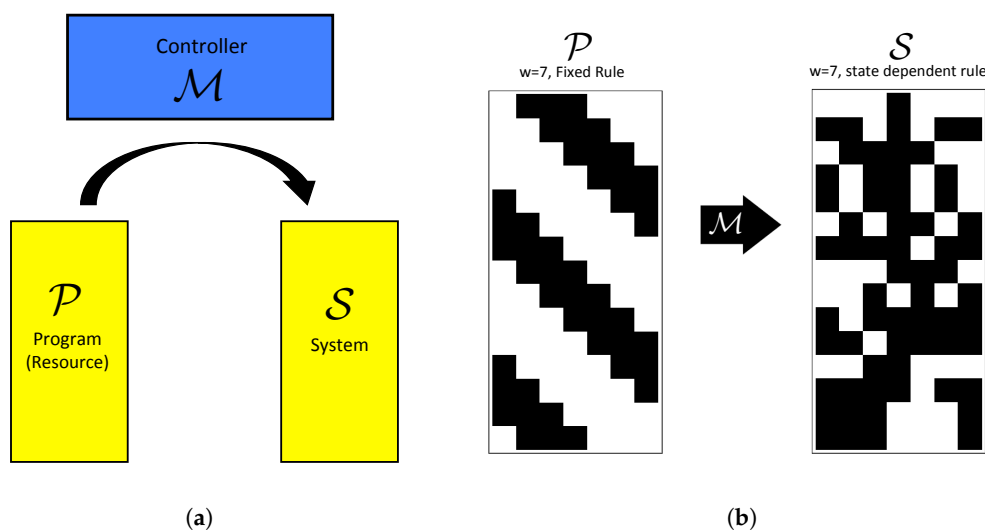 Controller
ℳ
𝒫
Program
(Resource)
𝒮
System
(a)
𝒫
w=7, Fixed Rule
ℳ
𝒮
w=7, state dependent rule
(b)